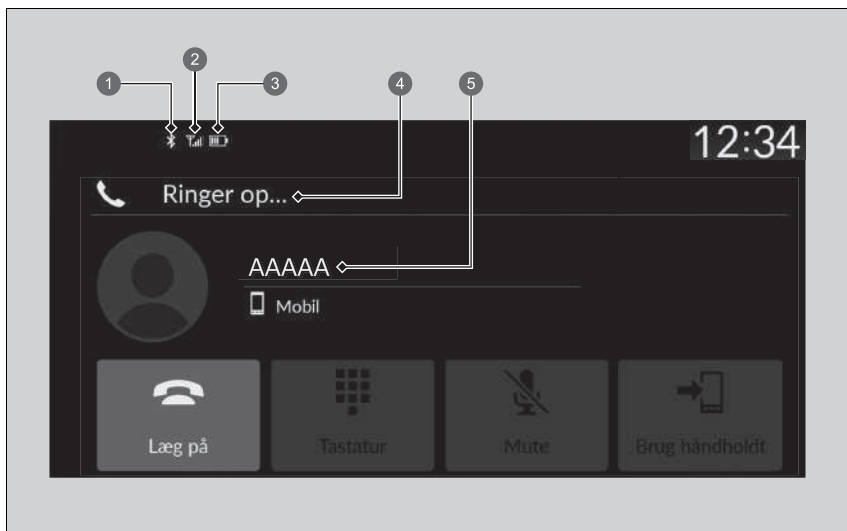 1 2 3 4 5
12:34
Ringer op...
AAAAA
Mobil
Læg på Tastatur Mute Brug håndholdt